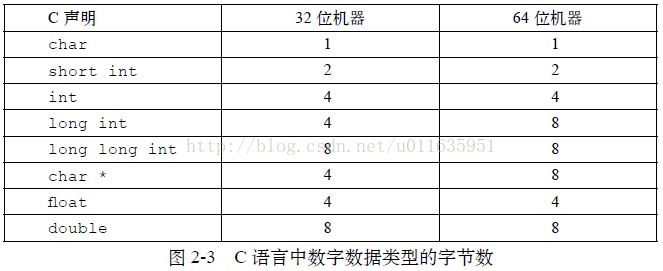 C 声明 32 位机器 64 位机器
char 1 1
short int 2 2
int 4 4
long int 4 8
long long int 8 8
char * 4 8
float 4 4
double 8 8
http://blog.csdn.net/u011635951
图 2-3 C 语言中数字数据类型的字节数